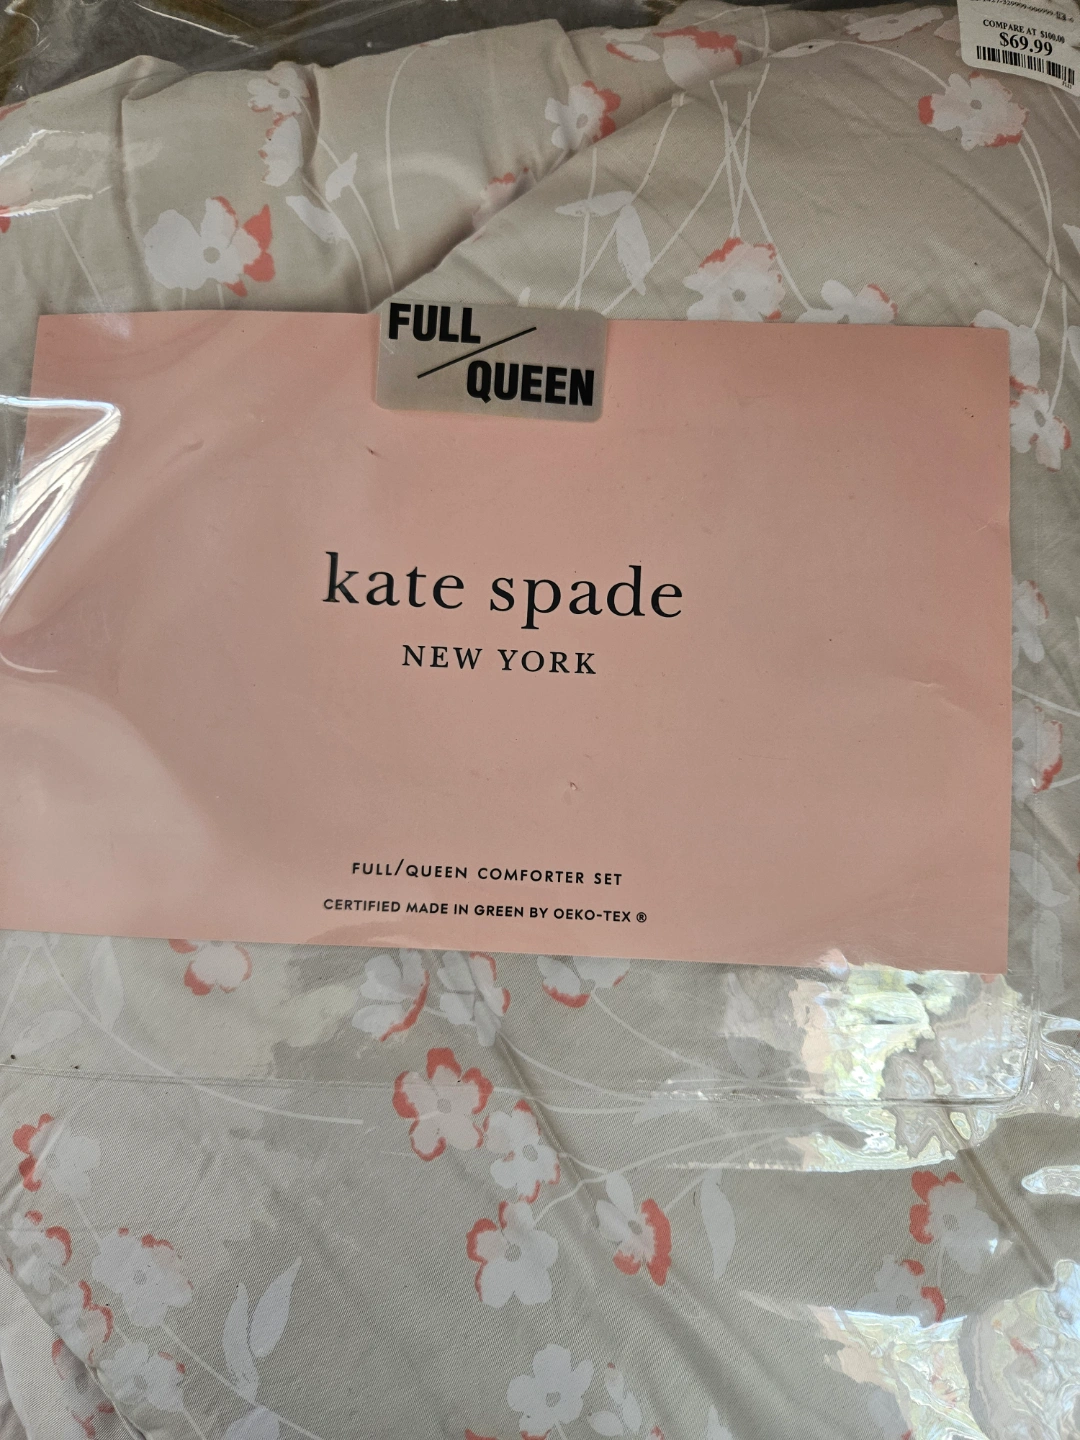 COMPARE AT $100.00
$69.99
FULL
QUEEN
kate spade
NEW YORK
FULL/QUEEN COMFORTER SET
CERTIFIED MADE IN GREEN BY OEKO-TEX ®